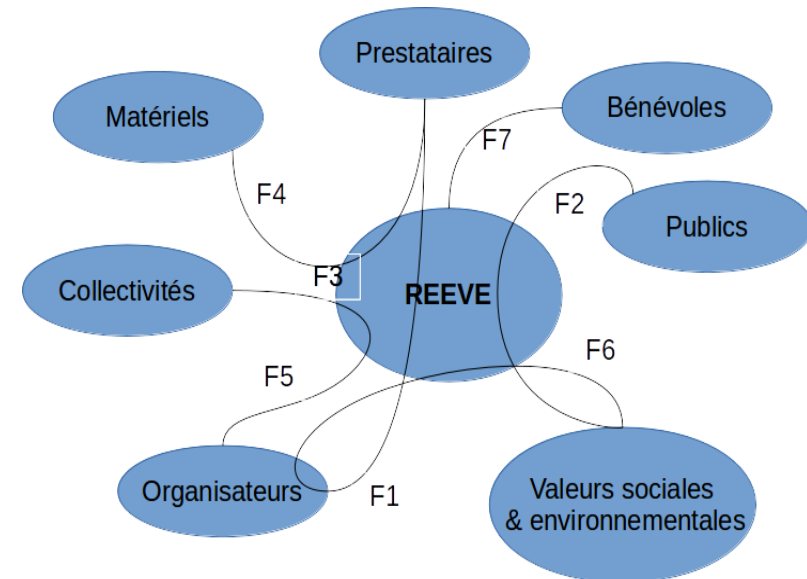 Prestataires
Matériels
Bénévoles
F7
F4
F2
Publics
F3
Collectivités
REEVE
F6
F5
Organisateurs
F1
Valeurs sociales
& environnementales